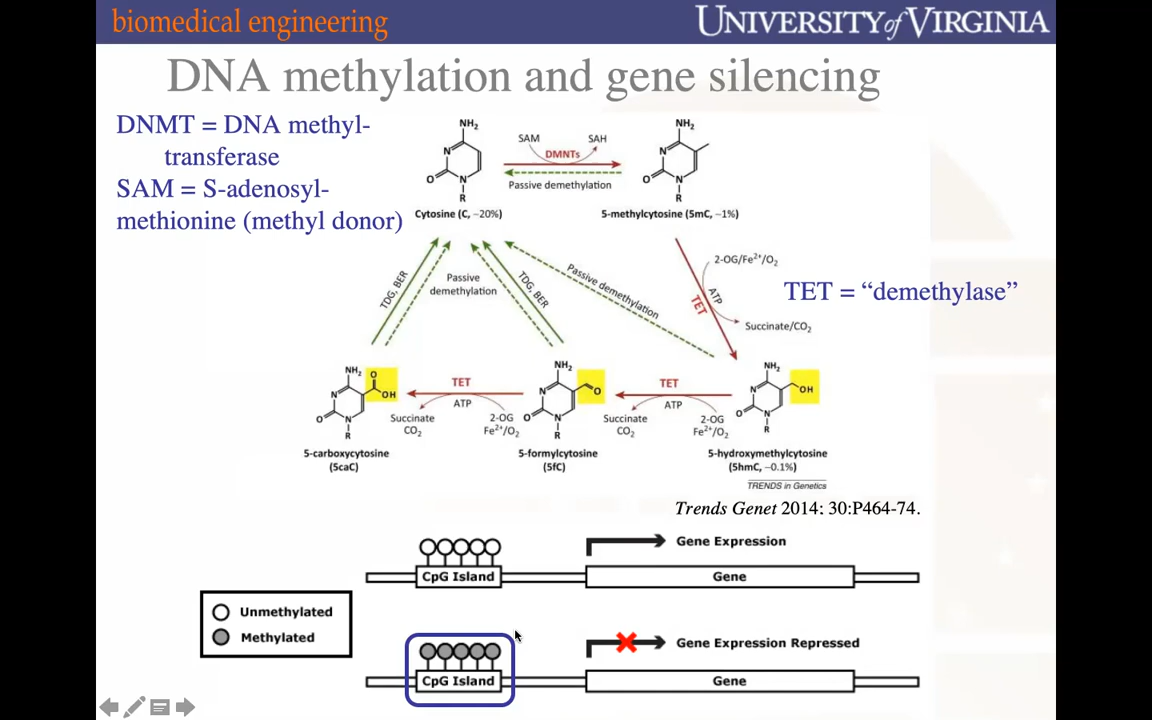 biomedical engineering
UNIVERSITY of VIRGINIA
DNA methylation and gene silencing
DNMT = DNA methyl-
transferase
SAM = S-adenosyl-
methionine (methyl donor)
NH₂
N
O
N
R
Cytosine (C, ~20%)
SAM
SAH
DMNTs
Passive demethylation
NH₂
N
O
N
R
5-methylcytosine (5mC, ~1%)
TDG, BER
Passive
demethylation
TDG, BER
Passive demethylation
2-OG/Fe²⁺/O₂
ATP
TET
Succinate/CO₂
TET = “demethylase”
NH₂
O
OH
N
O
N
R
5-carboxycytosine
(5caC)
TET
ATP
Succinate
CO₂
2-OG
Fe²⁺/O₂
NH₂
N
O
O
N
R
5-formylcytosine
(5fC)
TET
ATP
Succinate
CO₂
2-OG
Fe²⁺/O₂
NH₂
N
OH
O
N
R
5-hydroxymethylcytosine
(5hmC, ~0.1%)
TRENDS in Genetics
Trends Genet 2014; 30:P464-74.
Gene Expression
CpG Island
Gene
Unmethylated
Methylated
Gene Expression Repressed
CpG Island
Gene